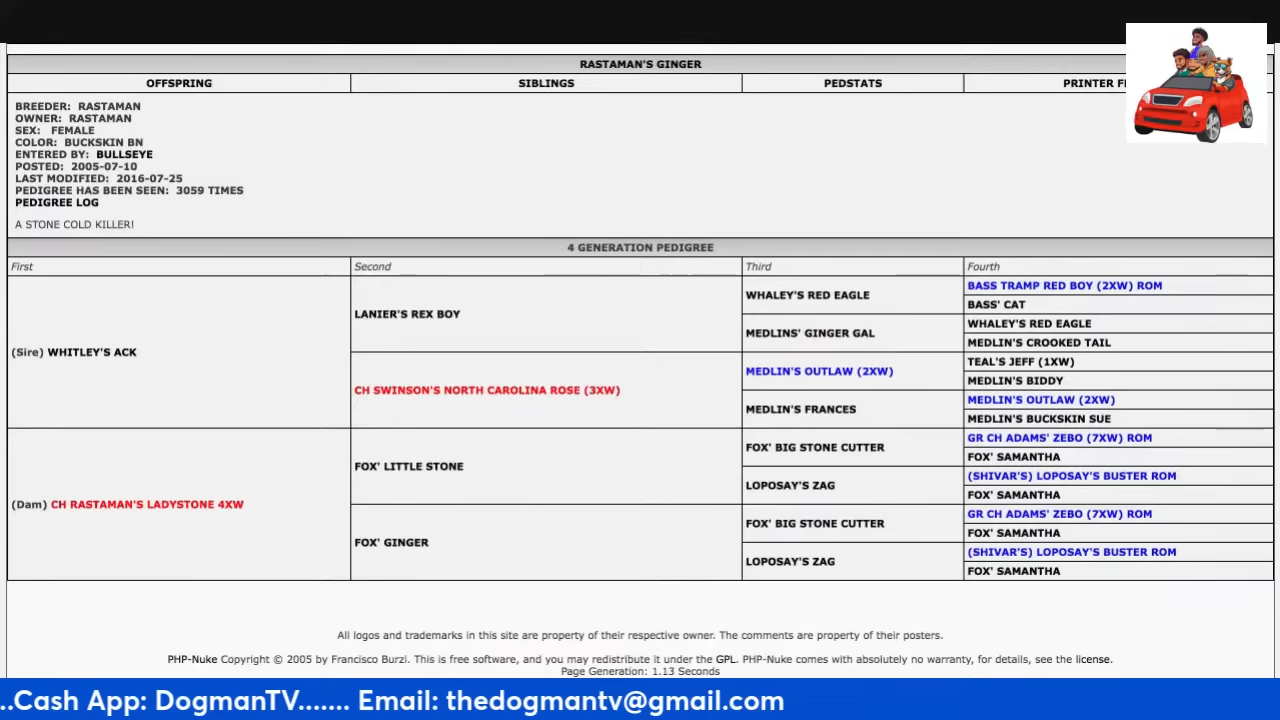 RASTAMAN'S GINGER
OFFSPRING SIBLINGS PEDSTATS PRINTER
BREEDER: RASTAMAN
OWNER: RASTAMAN
SEX: FEMALE
COLOR: BUCKSKIN BN
ENTERED BY: BULLSEYE
POSTED: 2005-07-10
LAST MODIFIED: 2016-07-25
PEDIGREE HAS BEEN SEEN: 3059 TIMES
PEDIGREE LOG
A STONE COLD KILLER!
4 GENERATION PEDIGREE
First Second Third Fourth
(Sire) WHITLEY'S ACK
LANIER'S REX BOY
WHALEY'S RED EAGLE
BASS TRAMP RED BOY (2XW) ROM
BASS' CAT
MEDLINS' GINGER GAL
WHALEY'S RED EAGLE
MEDLIN'S CROOKED TAIL
CH SWINSON'S NORTH CAROLINA ROSE (3XW)
MEDLIN'S OUTLAW (2XW)
TEAL'S JEFF (1XW)
MEDLIN'S BIDDY
MEDLIN'S FRANCES
MEDLIN'S OUTLAW (2XW)
MEDLIN'S BUCKSKIN SUE
(Dam) CH RASTAMAN'S LADYSTONE 4XW
FOX' LITTLE STONE
FOX' BIG STONE CUTTER
GR CH ADAMS' ZEBO (7XW) ROM
FOX' SAMANTHA
LOPOSAY'S ZAG
(SHIVAR'S) LOPOSAY'S BUSTER ROM
FOX' SAMANTHA
FOX' GINGER
FOX' BIG STONE CUTTER
GR CH ADAMS' ZEBO (7XW) ROM
FOX' SAMANTHA
LOPOSAY'S ZAG
(SHIVAR'S) LOPOSAY'S BUSTER ROM
FOX' SAMANTHA
All logos and trademarks in this site are property of their respective owner. The comments are property of their posters.
PHP-Nuke Copyright © 2005 by Francisco Burzi. This is free software, and you may redistribute it under the GPL. PHP-Nuke comes with absolutely no warranty, for details, see the license.
Page Generation: 1.13 Seconds
..Cash App: DogmanTV....... Email: thedogmantv@gmail.com